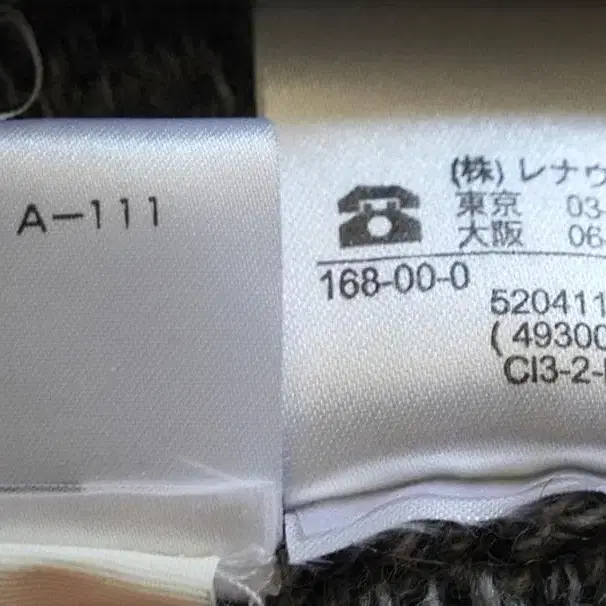 A-111
(株) レナウ
東京 03-
大阪 06
168-00-0
520411
( 49300
CI3-2-